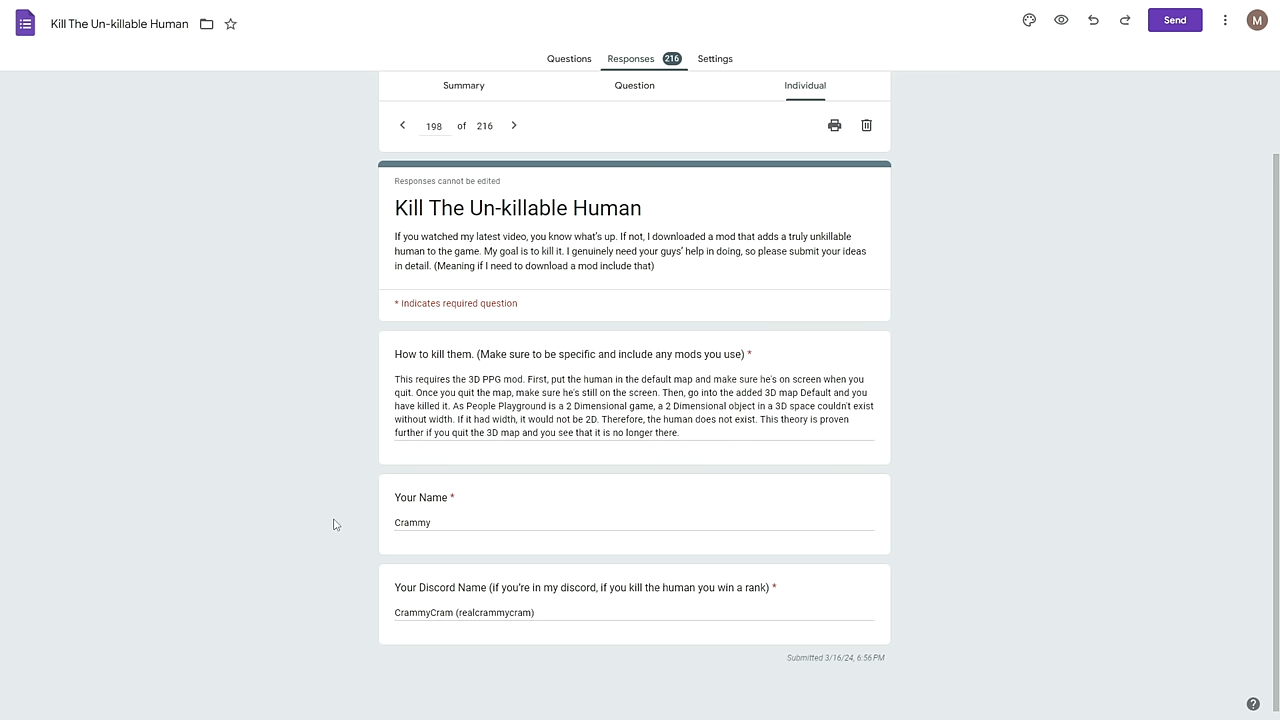 Kill The Un-killable Human
Send
M
Questions
Responses 216
Settings
Summary
Question
Individual
198 of 216
Responses cannot be edited
Kill The Un-killable Human
If you watched my latest video, you know what's up. If not, I downloaded a mod that adds a truly unkillable
human to the game. My goal is to kill it. I genuinely need your guys' help in doing, so please submit your ideas
in detail. (Meaning if I need to download a mod include that)
* Indicates required question
How to kill them. (Make sure to be specific and include any mods you use) *
This requires the 3D PPG mod. First, put the human in the default map and make sure he's on screen when you
quit. Once you quit the map, make sure he's still on the screen. Then, go into the added 3D map Default and you
have killed it. As People Playground is a 2 Dimensional game, a 2 Dimensional object in a 3D space couldn't exist
without width. If it had width, it would not be 2D. Therefore, the human does not exist. This theory is proven
further if you quit the 3D map and you see that it is no longer there.
Your Name *
Crammy
Your Discord Name (if you're in my discord, if you kill the human you win a rank) *
CrammyCram (realcrammycram)
Submitted 3/16/24, 6:56 PM